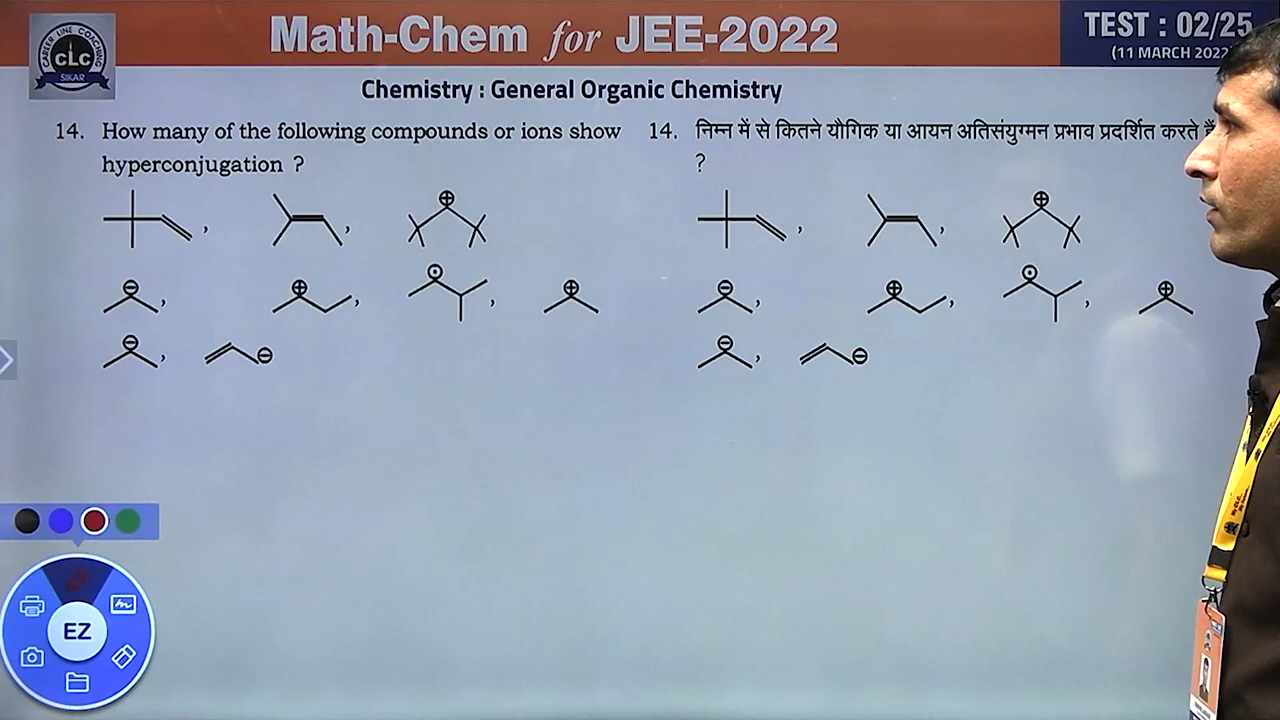 CAREER LINE COACHING
CLC
SIKAR
Math-Chem for JEE-2022
TEST : 02/25
(11 MARCH 2022
Chemistry : General Organic Chemistry
14. How many of the following compounds or ions show
hyperconjugation ?
14. निम्न में से कितने यौगिक या आयन अतिसंयुग्मन प्रभाव प्रदर्शित करते हैं
?
EZ